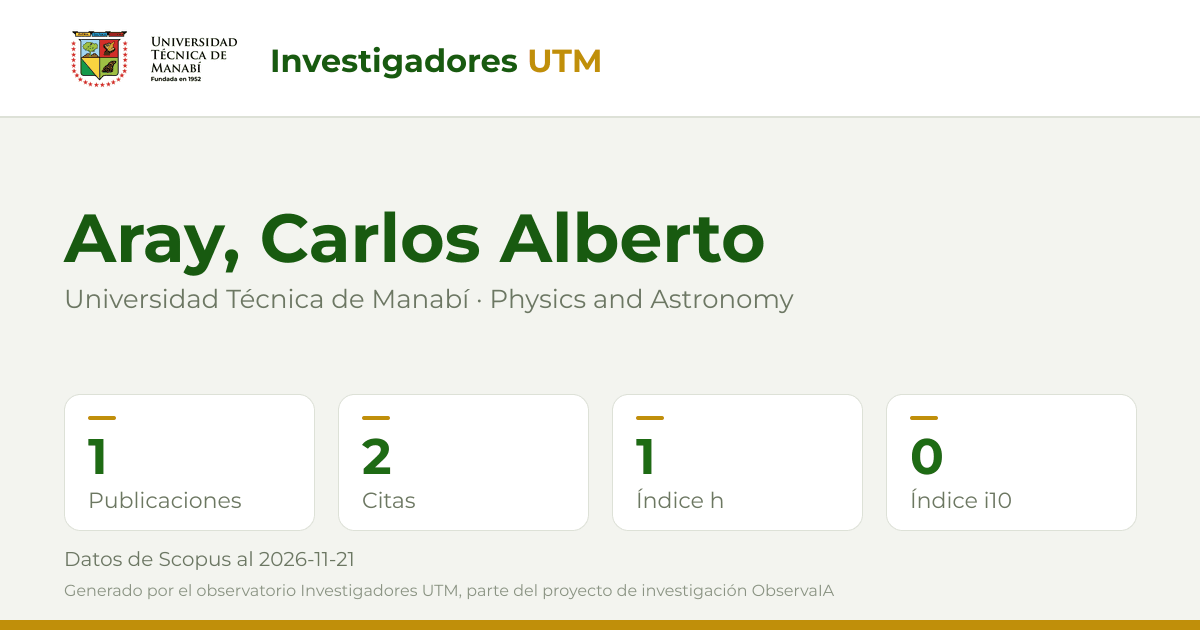 UNIVERSIDAD
TÉCNICA DE
MANABÍ
Fundada en 1952
Investigadores UTM
Aray, Carlos Alberto
Universidad Técnica de Manabí · Physics and Astronomy
1
Publicaciones
2
Citas
1
Índice h
0
Índice i10
Datos de Scopus al 2026-11-21
Generado por el observatorio Investigadores UTM, parte del proyecto de investigación ObservaIA